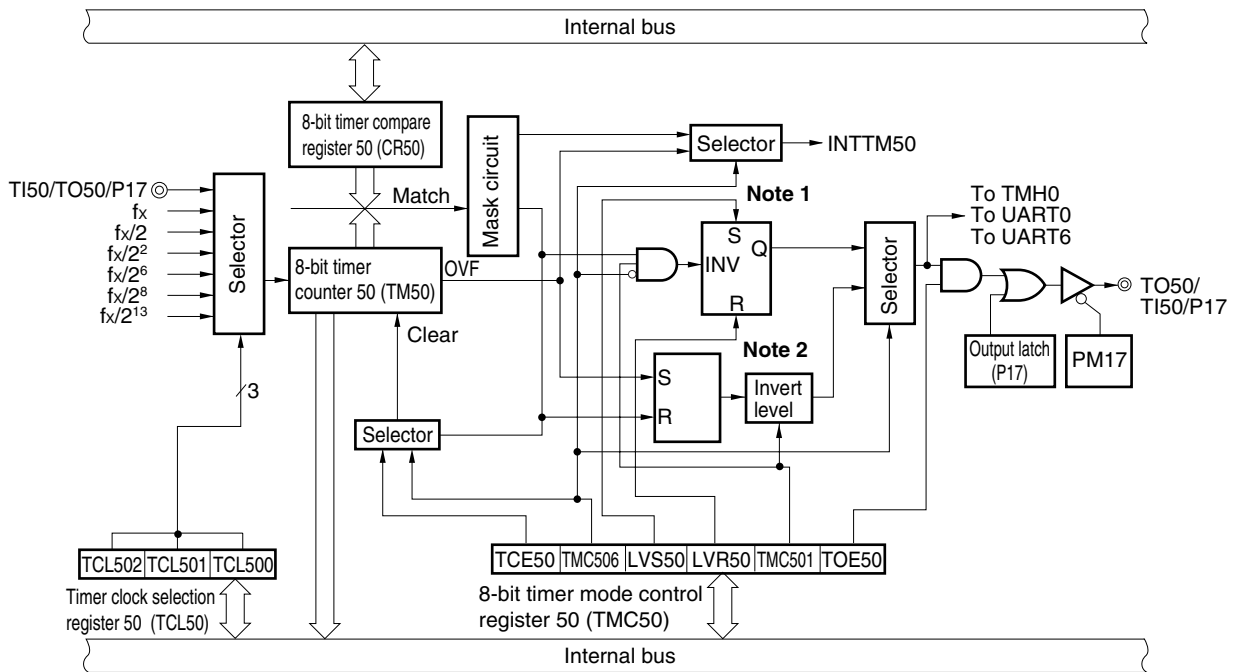 Internal bus
8-bit timer compare
register 50 (CR50)
Mask circuit
Selector
INTTM50
TI50/TO50/P17
fX
fX/2
fX/2²
fX/2⁶
fX/2⁸
fX/2¹³
Selector
Match
8-bit timer
counter 50 (TM50)
OVF
Clear
Note 1
S
INV
Q
R
Selector
To TMH0
To UART0
To UART6
TO50/
TI50/P17
Output latch
(P17)
PM17
Note 2
S
R
Invert
level
3
Selector
TCL502 TCL501 TCL500
Timer clock selection
register 50 (TCL50)
TCE50 TMC506 LVS50 LVR50 TMC501 TOE50
8-bit timer mode control
register 50 (TMC50)
Internal bus